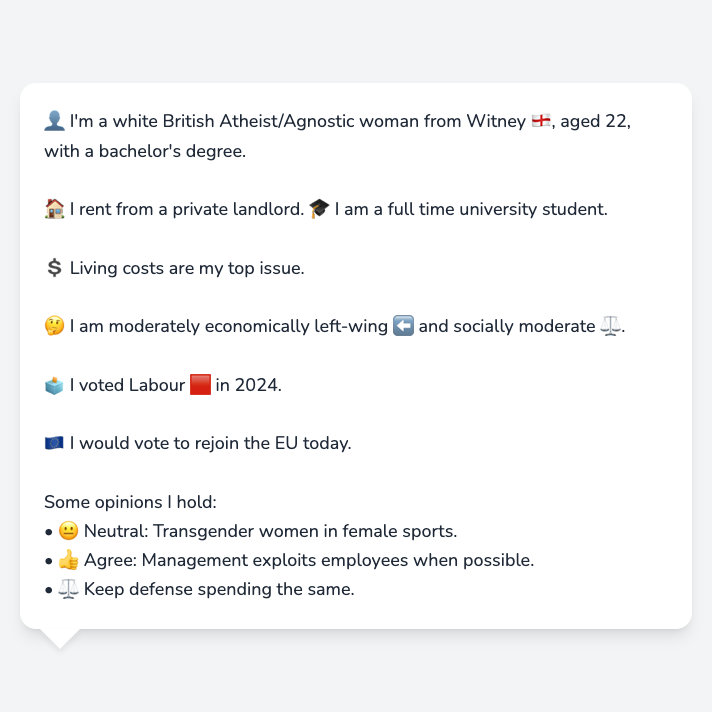 👤 I'm a white British Atheist/Agnostic woman from Witney 🏴󠁧󠁢󠁥󠁮󠁧󠁿, aged 22,
with a bachelor's degree.
🏠 I rent from a private landlord. 🎓 I am a full time university student.
💲 Living costs are my top issue.
🤔 I am moderately economically left-wing ⬅️ and socially moderate ⚖️.
🗳️ I voted Labour 🟥 in 2024.
🇪🇺 I would vote to rejoin the EU today.
Some opinions I hold:
• 😐 Neutral: Transgender women in female sports.
• 👍 Agree: Management exploits employees when possible.
• ⚖️ Keep defense spending the same.